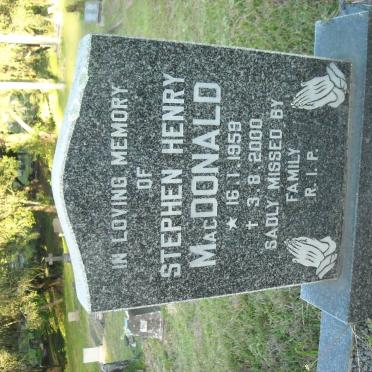 IN LOVING MEMORY
OF
STEPHEN HENRY
MACDONALD
★ 16.1.1959
✝ 3.8.2000
SADLY MISSED BY
FAMILY
R.I.P.